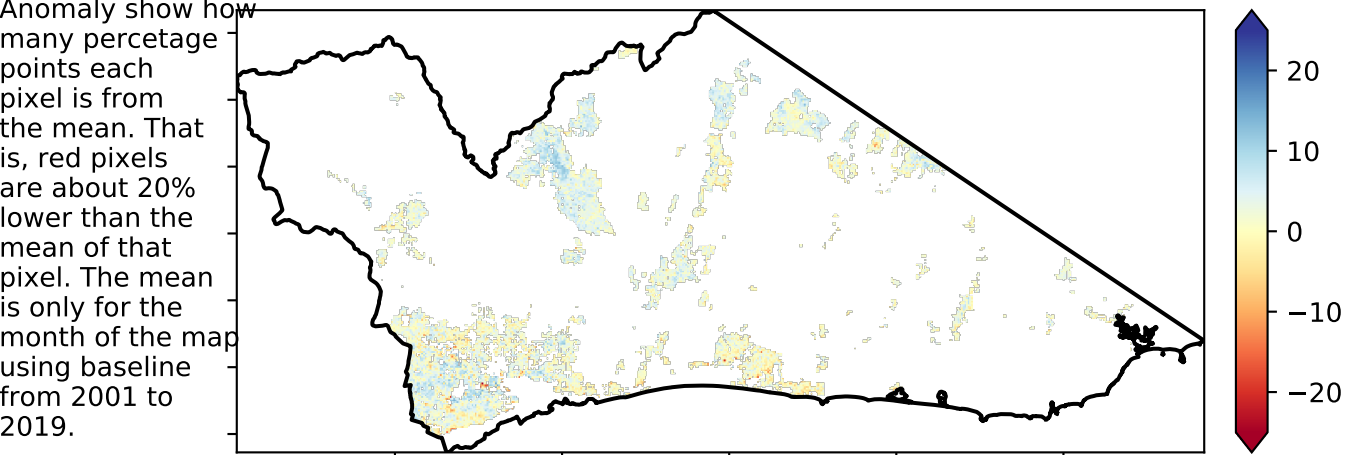 Anomaly show how
many percetage
points each
pixel is from
the mean. That
is, red pixels
are about 20%
lower than the
mean of that
pixel. The mean
is only for the
month of the map
using baseline
from 2001 to
2019.
20
10
0
−10
−20